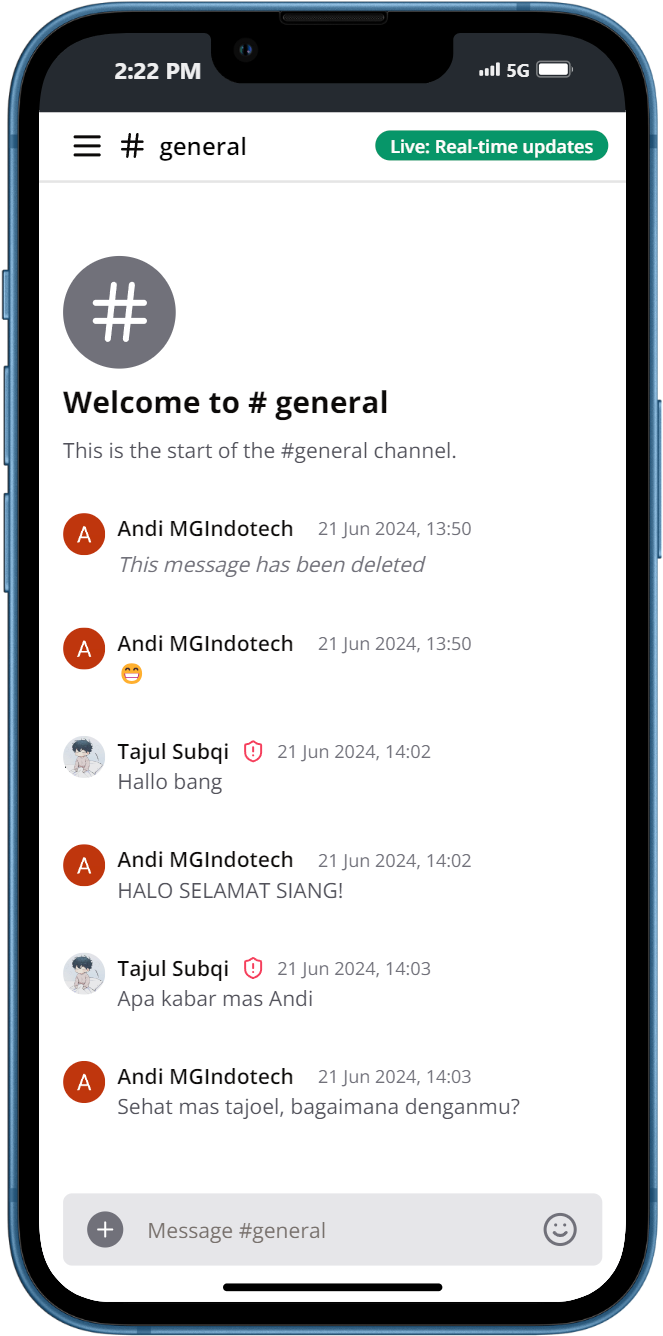 2:22 PM 5G
# general Live: Real-time updates
#
Welcome to # general
This is the start of the #general channel.
A Andi MGIndotech 21 Jun 2024, 13:50
This message has been deleted
A Andi MGIndotech 21 Jun 2024, 13:50
😁
Tajul Subqi 21 Jun 2024, 14:02
Hallo bang
A Andi MGIndotech 21 Jun 2024, 14:02
HALO SELAMAT SIANG!
Tajul Subqi 21 Jun 2024, 14:03
Apa kabar mas Andi
A Andi MGIndotech 21 Jun 2024, 14:03
Sehat mas tajoel, bagaimana denganmu?
Message #general